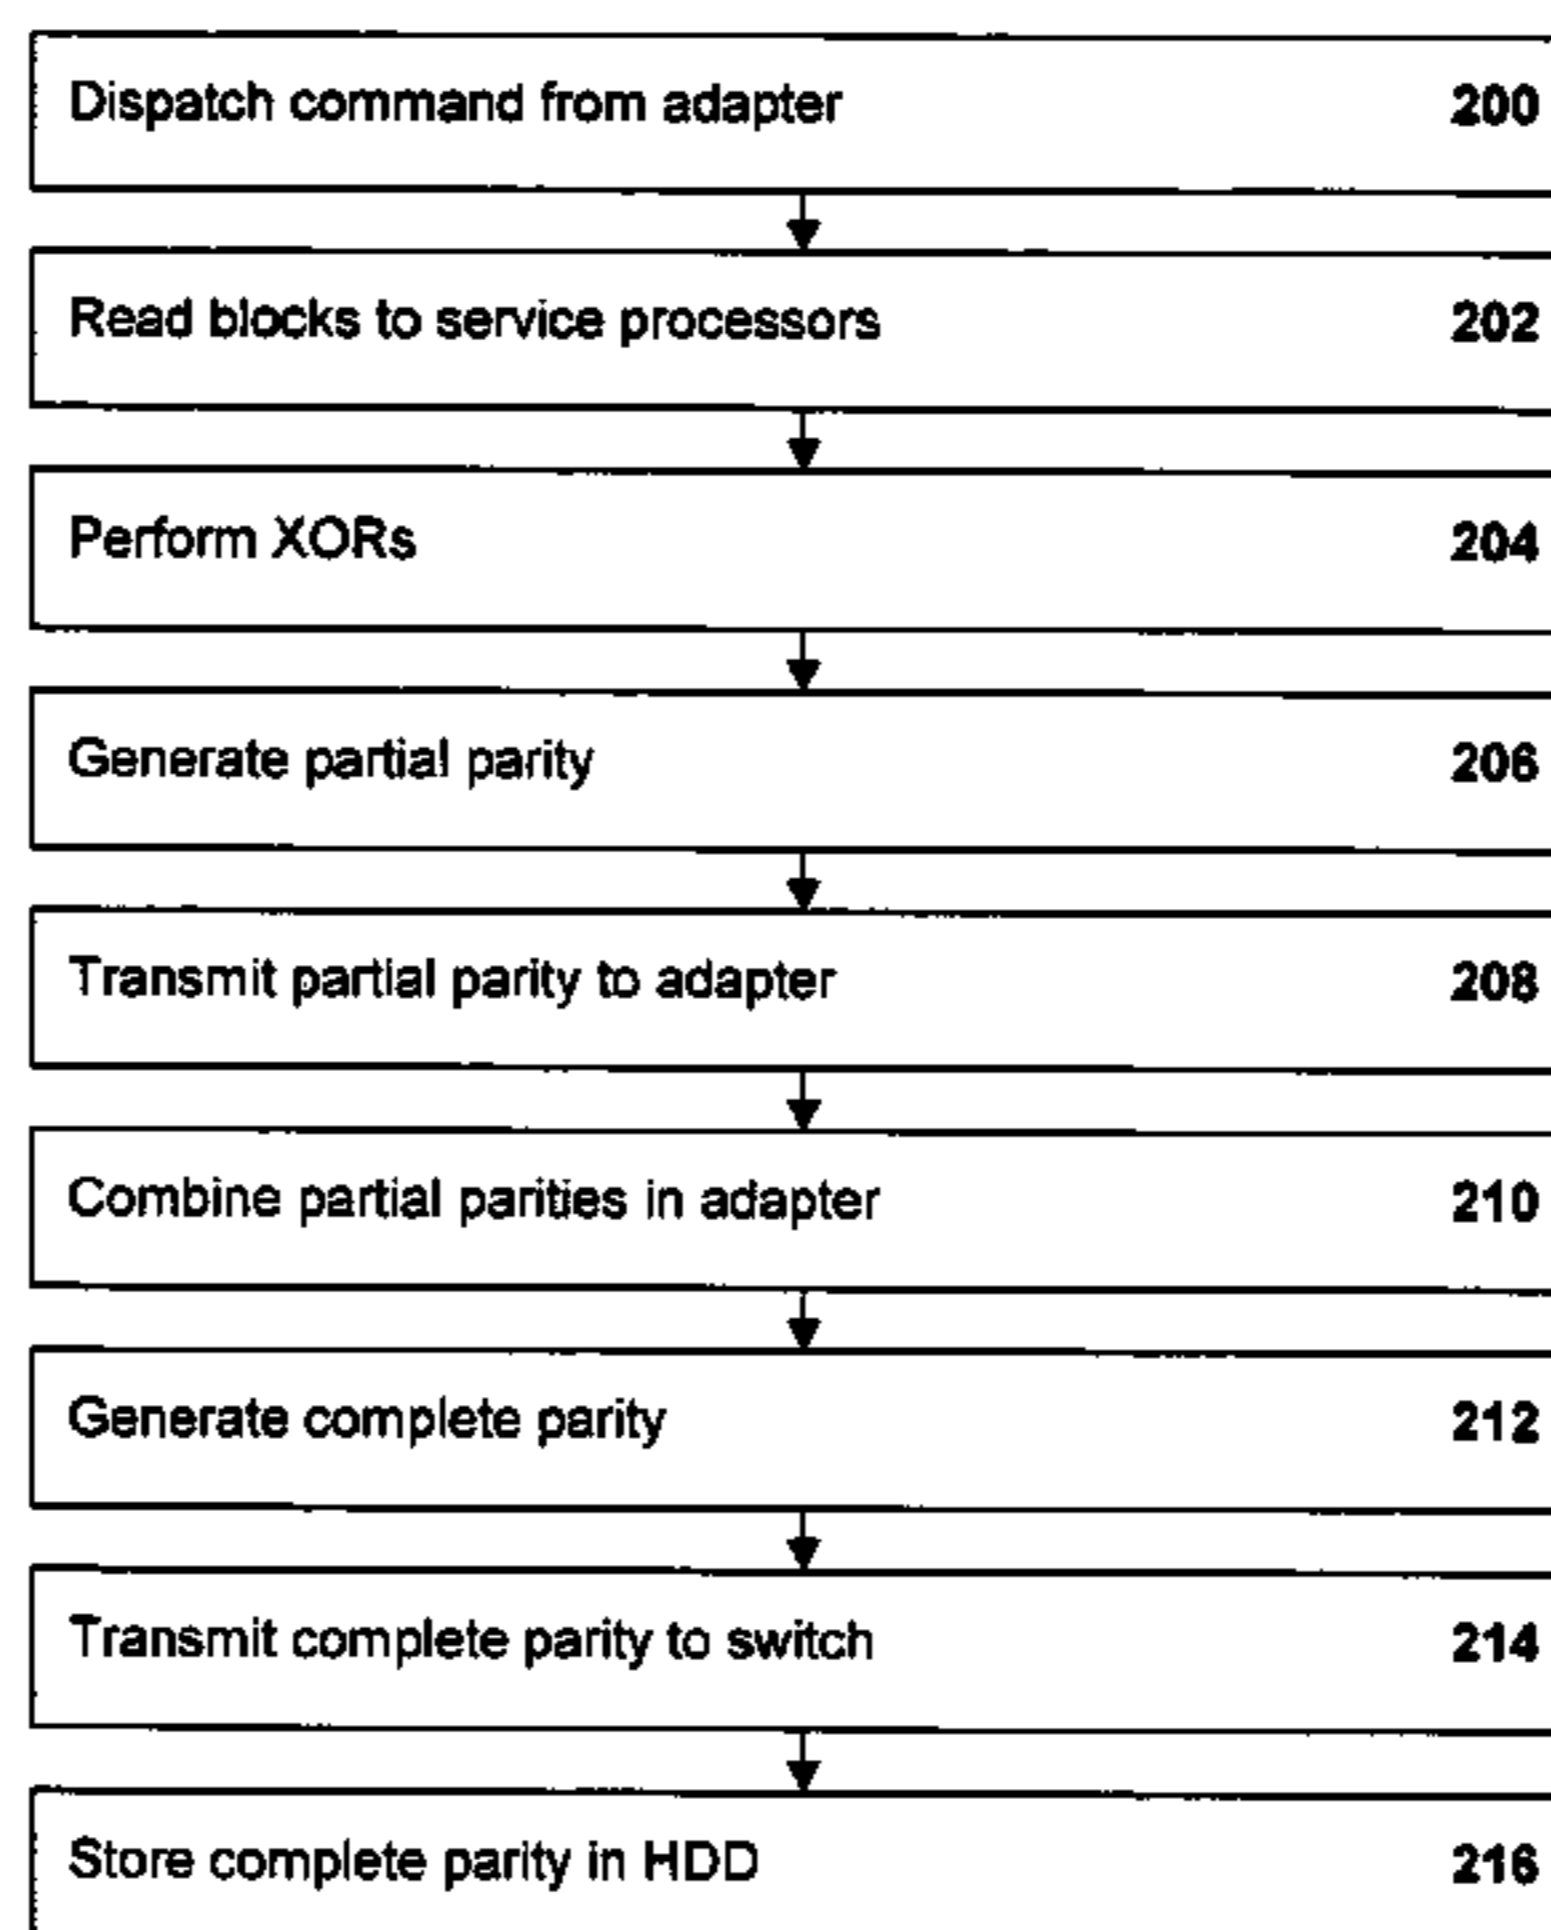 Dispatch command from adapter 200
Read blocks to service processors 202
Perform XORs 204
Generate partial parity 206
Transmit partial parity to adapter 208
Combine partial parities in adapter 210
Generate complete parity 212
Transmit complete parity to switch 214
Store complete parity in HDD 216